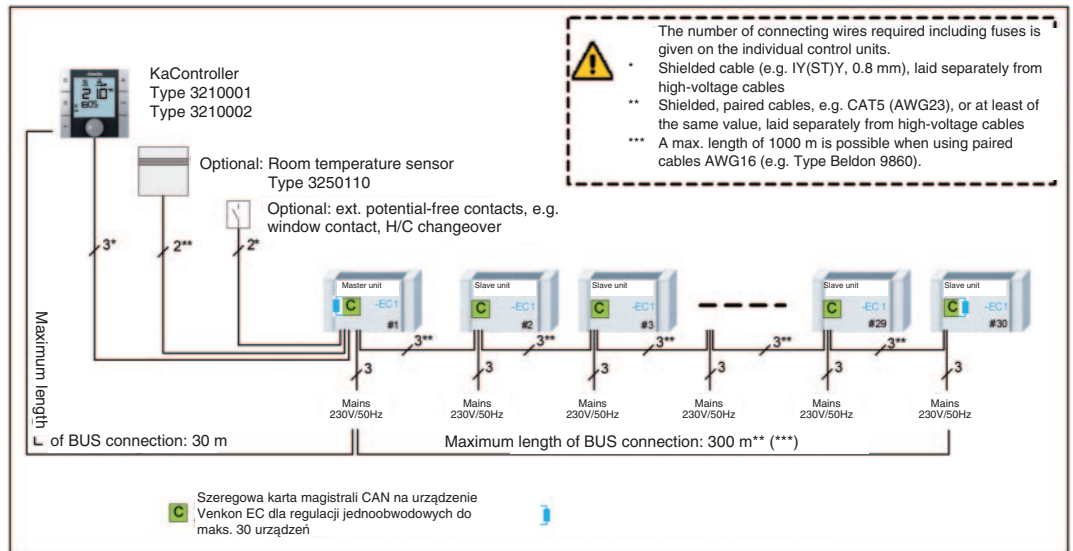 The number of connecting wires required including fuses is
given on the individual control units.
* Shielded cable (e.g. IY(ST)Y, 0.8 mm), laid separately from
high-voltage cables
** Shielded, paired cables, e.g. CAT5 (AWG23), or at least of
the same value, laid separately from high-voltage cables
*** A max. length of 1000 m is possible when using paired
cables AWG16 (e.g. Type Beldon 9860).
KaController
Type 3210001
Type 3210002
Optional: Room temperature sensor
Type 3250110
Optional: ext. potential-free contacts, e.g.
window contact, H/C changeover
3*
2**
2*
Master unit
C -EC1
#1
Slave unit
C -EC1
#2
Slave unit
C -EC1
#3
Slave unit
C -EC1
#29
Slave unit
C -EC1
#30
3**
3**
3**
3**
3**
3
3
3
3
3
3
Mains
230V/50Hz
Mains
230V/50Hz
Mains
230V/50Hz
Mains
230V/50Hz
Mains
230V/50Hz
Mains
230V/50Hz
Maximum length
of BUS connection: 30 m
Maximum length of BUS connection: 300 m** (***)
C
Szeregowa karta magistrali CAN na urządzenie
Venkon EC dla regulacji jednoobwodowych do
maks. 30 urządzeń